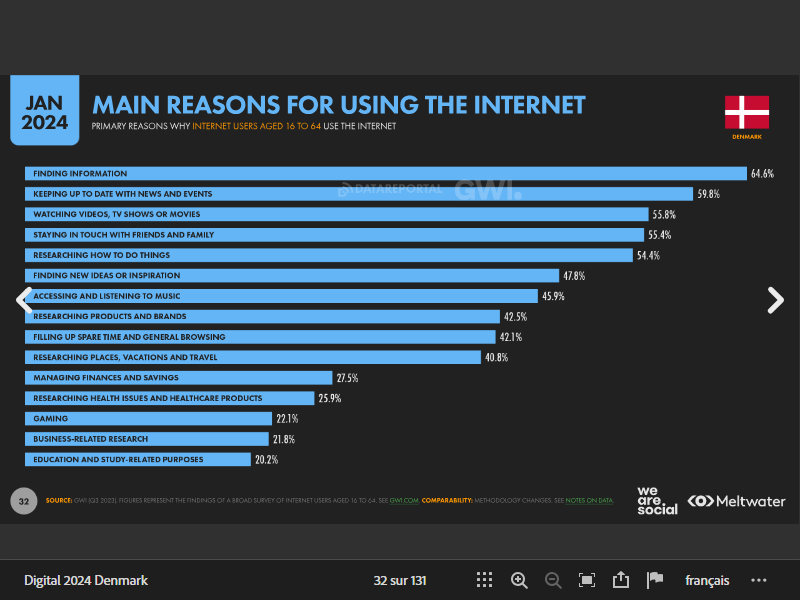 JAN
2024
MAIN REASONS FOR USING THE INTERNET
PRIMARY REASONS WHY INTERNET USERS AGED 16 TO 64 USE THE INTERNET
DENMARK
FINDING INFORMATION 64.6%
DATAREPORTAL GWI.
KEEPING UP TO DATE WITH NEWS AND EVENTS 59.8%
WATCHING VIDEOS, TV SHOWS OR MOVIES 55.8%
STAYING IN TOUCH WITH FRIENDS AND FAMILY 55.4%
RESEARCHING HOW TO DO THINGS 54.4%
FINDING NEW IDEAS OR INSPIRATION 47.8%
ACCESSING AND LISTENING TO MUSIC 45.9%
RESEARCHING PRODUCTS AND BRANDS 42.5%
FILLING UP SPARE TIME AND GENERAL BROWSING 42.1%
RESEARCHING PLACES, VACATIONS AND TRAVEL 40.8%
MANAGING FINANCES AND SAVINGS 27.5%
RESEARCHING HEALTH ISSUES AND HEALTHCARE PRODUCTS 25.9%
GAMING 22.1%
BUSINESS-RELATED RESEARCH 21.8%
EDUCATION AND STUDY-RELATED PURPOSES 20.2%
32 SOURCE: GWI (Q3 2023). FIGURES REPRESENT THE FINDINGS OF A BROAD SURVEY OF INTERNET USERS AGED 16 TO 64. SEE GWI.COM. COMPARABILITY: METHODOLOGY CHANGES. SEE NOTES ON DATA.
we
are.
social
Meltwater
Digital 2024 Denmark 32 sur 131 français